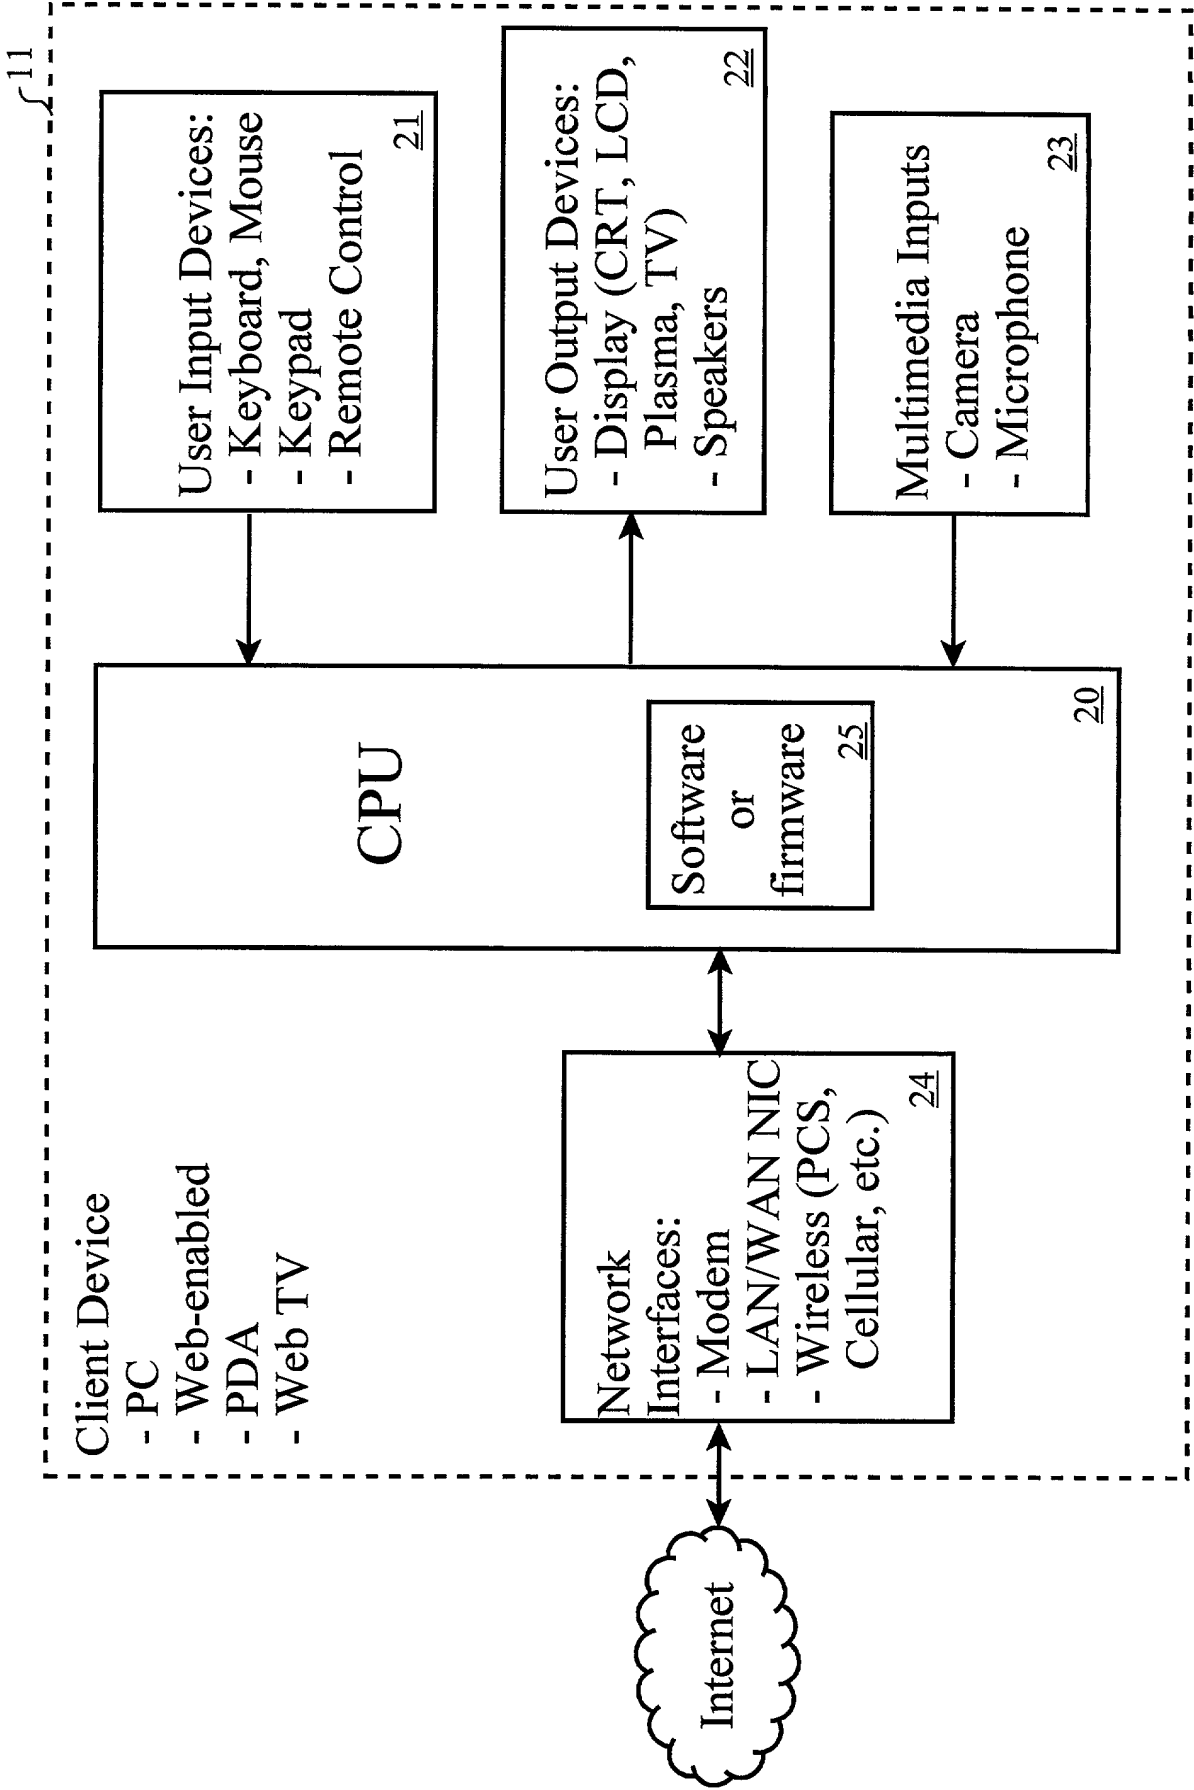 11
Client Device
- PC
- Web-enabled
- PDA
- Web TV
Internet
Network
Interfaces:
- Modem
- LAN/WAN NIC
- Wireless (PCS,
Cellular, etc.)
24
CPU
Software
or
firmware
25
20
User Input Devices:
- Keyboard, Mouse
- Keypad
- Remote Control
21
User Output Devices:
- Display (CRT, LCD,
Plasma, TV)
- Speakers
22
Multimedia Inputs
- Camera
- Microphone
23